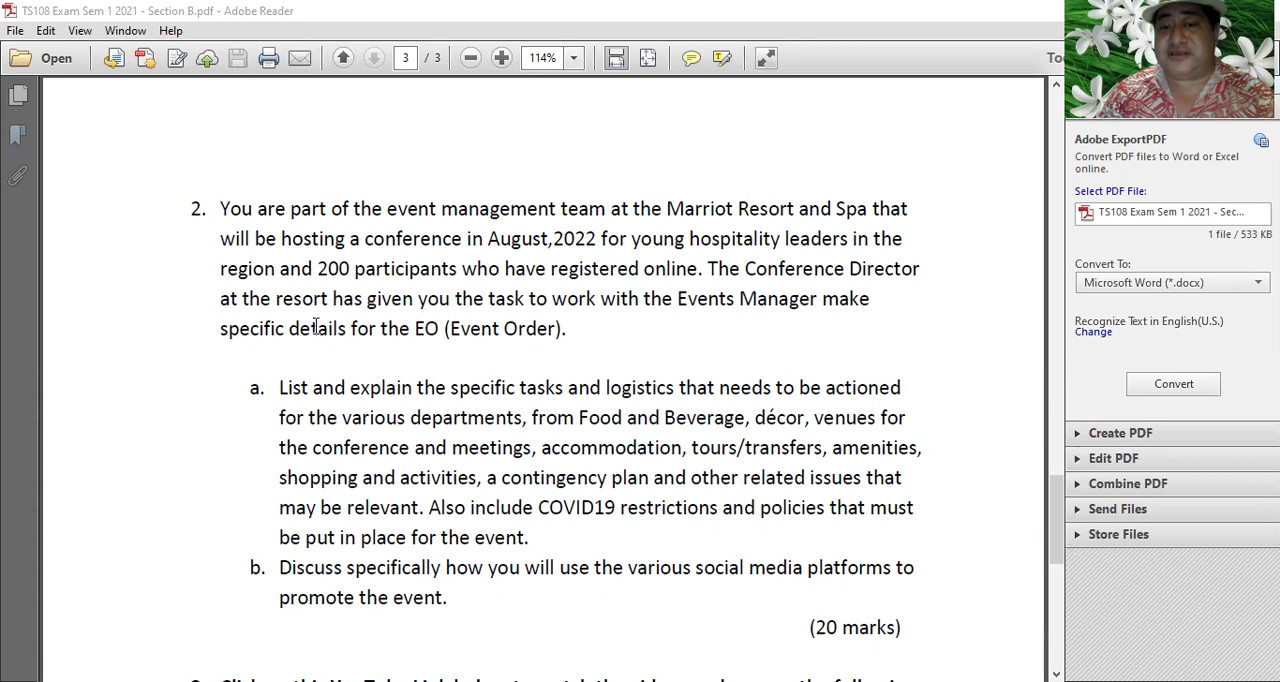 TS108 Exam Sem 1 2021 - Section B.pdf - Adobe Reader
File Edit View Window Help
Open 3 / 3 114% To
2. You are part of the event management team at the Marriot Resort and Spa that
will be hosting a conference in August,2022 for young hospitality leaders in the
region and 200 participants who have registered online. The Conference Director
at the resort has given you the task to work with the Events Manager make
specific details for the EO (Event Order).
a. List and explain the specific tasks and logistics that needs to be actioned
for the various departments, from Food and Beverage, décor, venues for
the conference and meetings, accommodation, tours/transfers, amenities,
shopping and activities, a contingency plan and other related issues that
may be relevant. Also include COVID19 restrictions and policies that must
be put in place for the event.
b. Discuss specifically how you will use the various social media platforms to
promote the event.
(20 marks)
Adobe ExportPDF
Convert PDF files to Word or Excel
online.
Select PDF File:
TS108 Exam Sem 1 2021 - Sec...
1 file / 533 KB
Convert To:
Microsoft Word (*.docx)
Recognize Text in English(U.S.)
Change
Convert
Create PDF
Edit PDF
Combine PDF
Send Files
Store Files